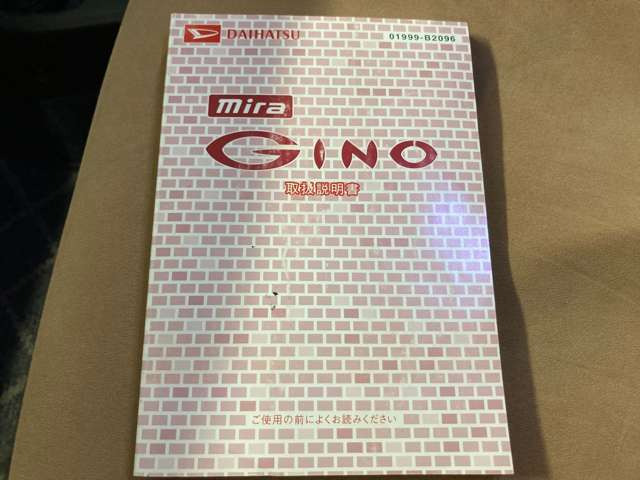 DAIHATSU
01999-B2096
mira
GINO
取扱説明書
ご使用の前によくお読みください